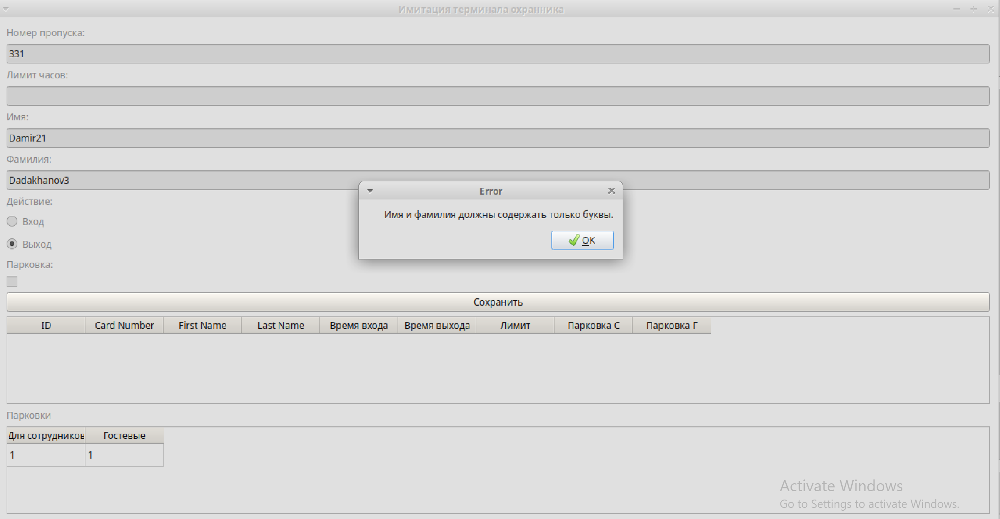 Имитация терминала охранника
Номер пропуска:
331
Лимит часов:
Имя:
Damir21
Фамилия:
Dadakhanov3
Error
Имя и фамилия должны содержать только буквы.
OK
Действие:
Вход
Выход
Парковка:
Сохранить
ID Card Number First Name Last Name Время входа Время выхода Лимит Парковка С Парковка Г
Парковки
Для сотрудников Гостевые
1 1
Activate Windows
Go to Settings to activate Windows.